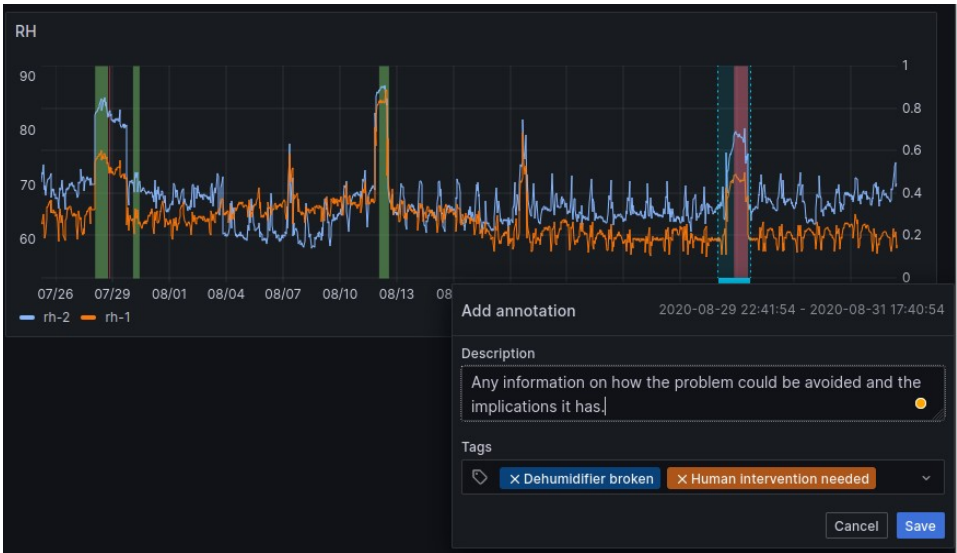 RH
90
80
70
60
1
0.8
0.6
0.4
0.2
0
07/26 07/29 08/01 08/04 08/07 08/10 08/13 08
rh-2 rh-1
Add annotation 2020-08-29 22:41:54 - 2020-08-31 17:40:54
Description
Any information on how the problem could be avoided and the
implications it has.
Tags
Dehumidifier broken Human intervention needed
Cancel Save